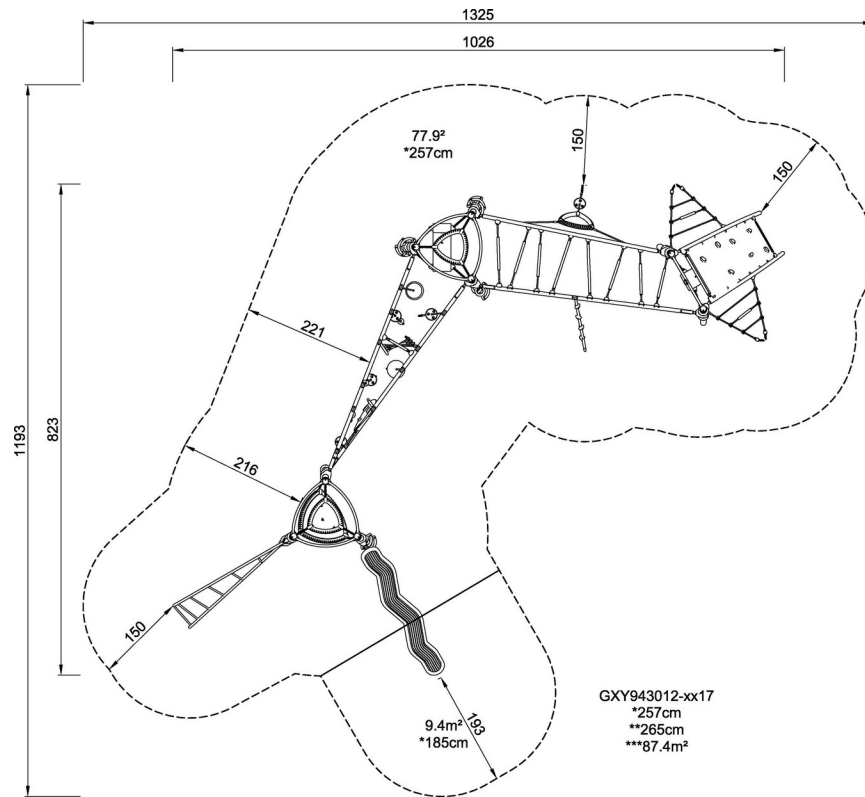 1325
1026
77.9²
*257cm
150
150
221
1193
823
216
150
193
9.4m²
*185cm
GXY943012-xx17
*257cm
**265cm
***87.4m²